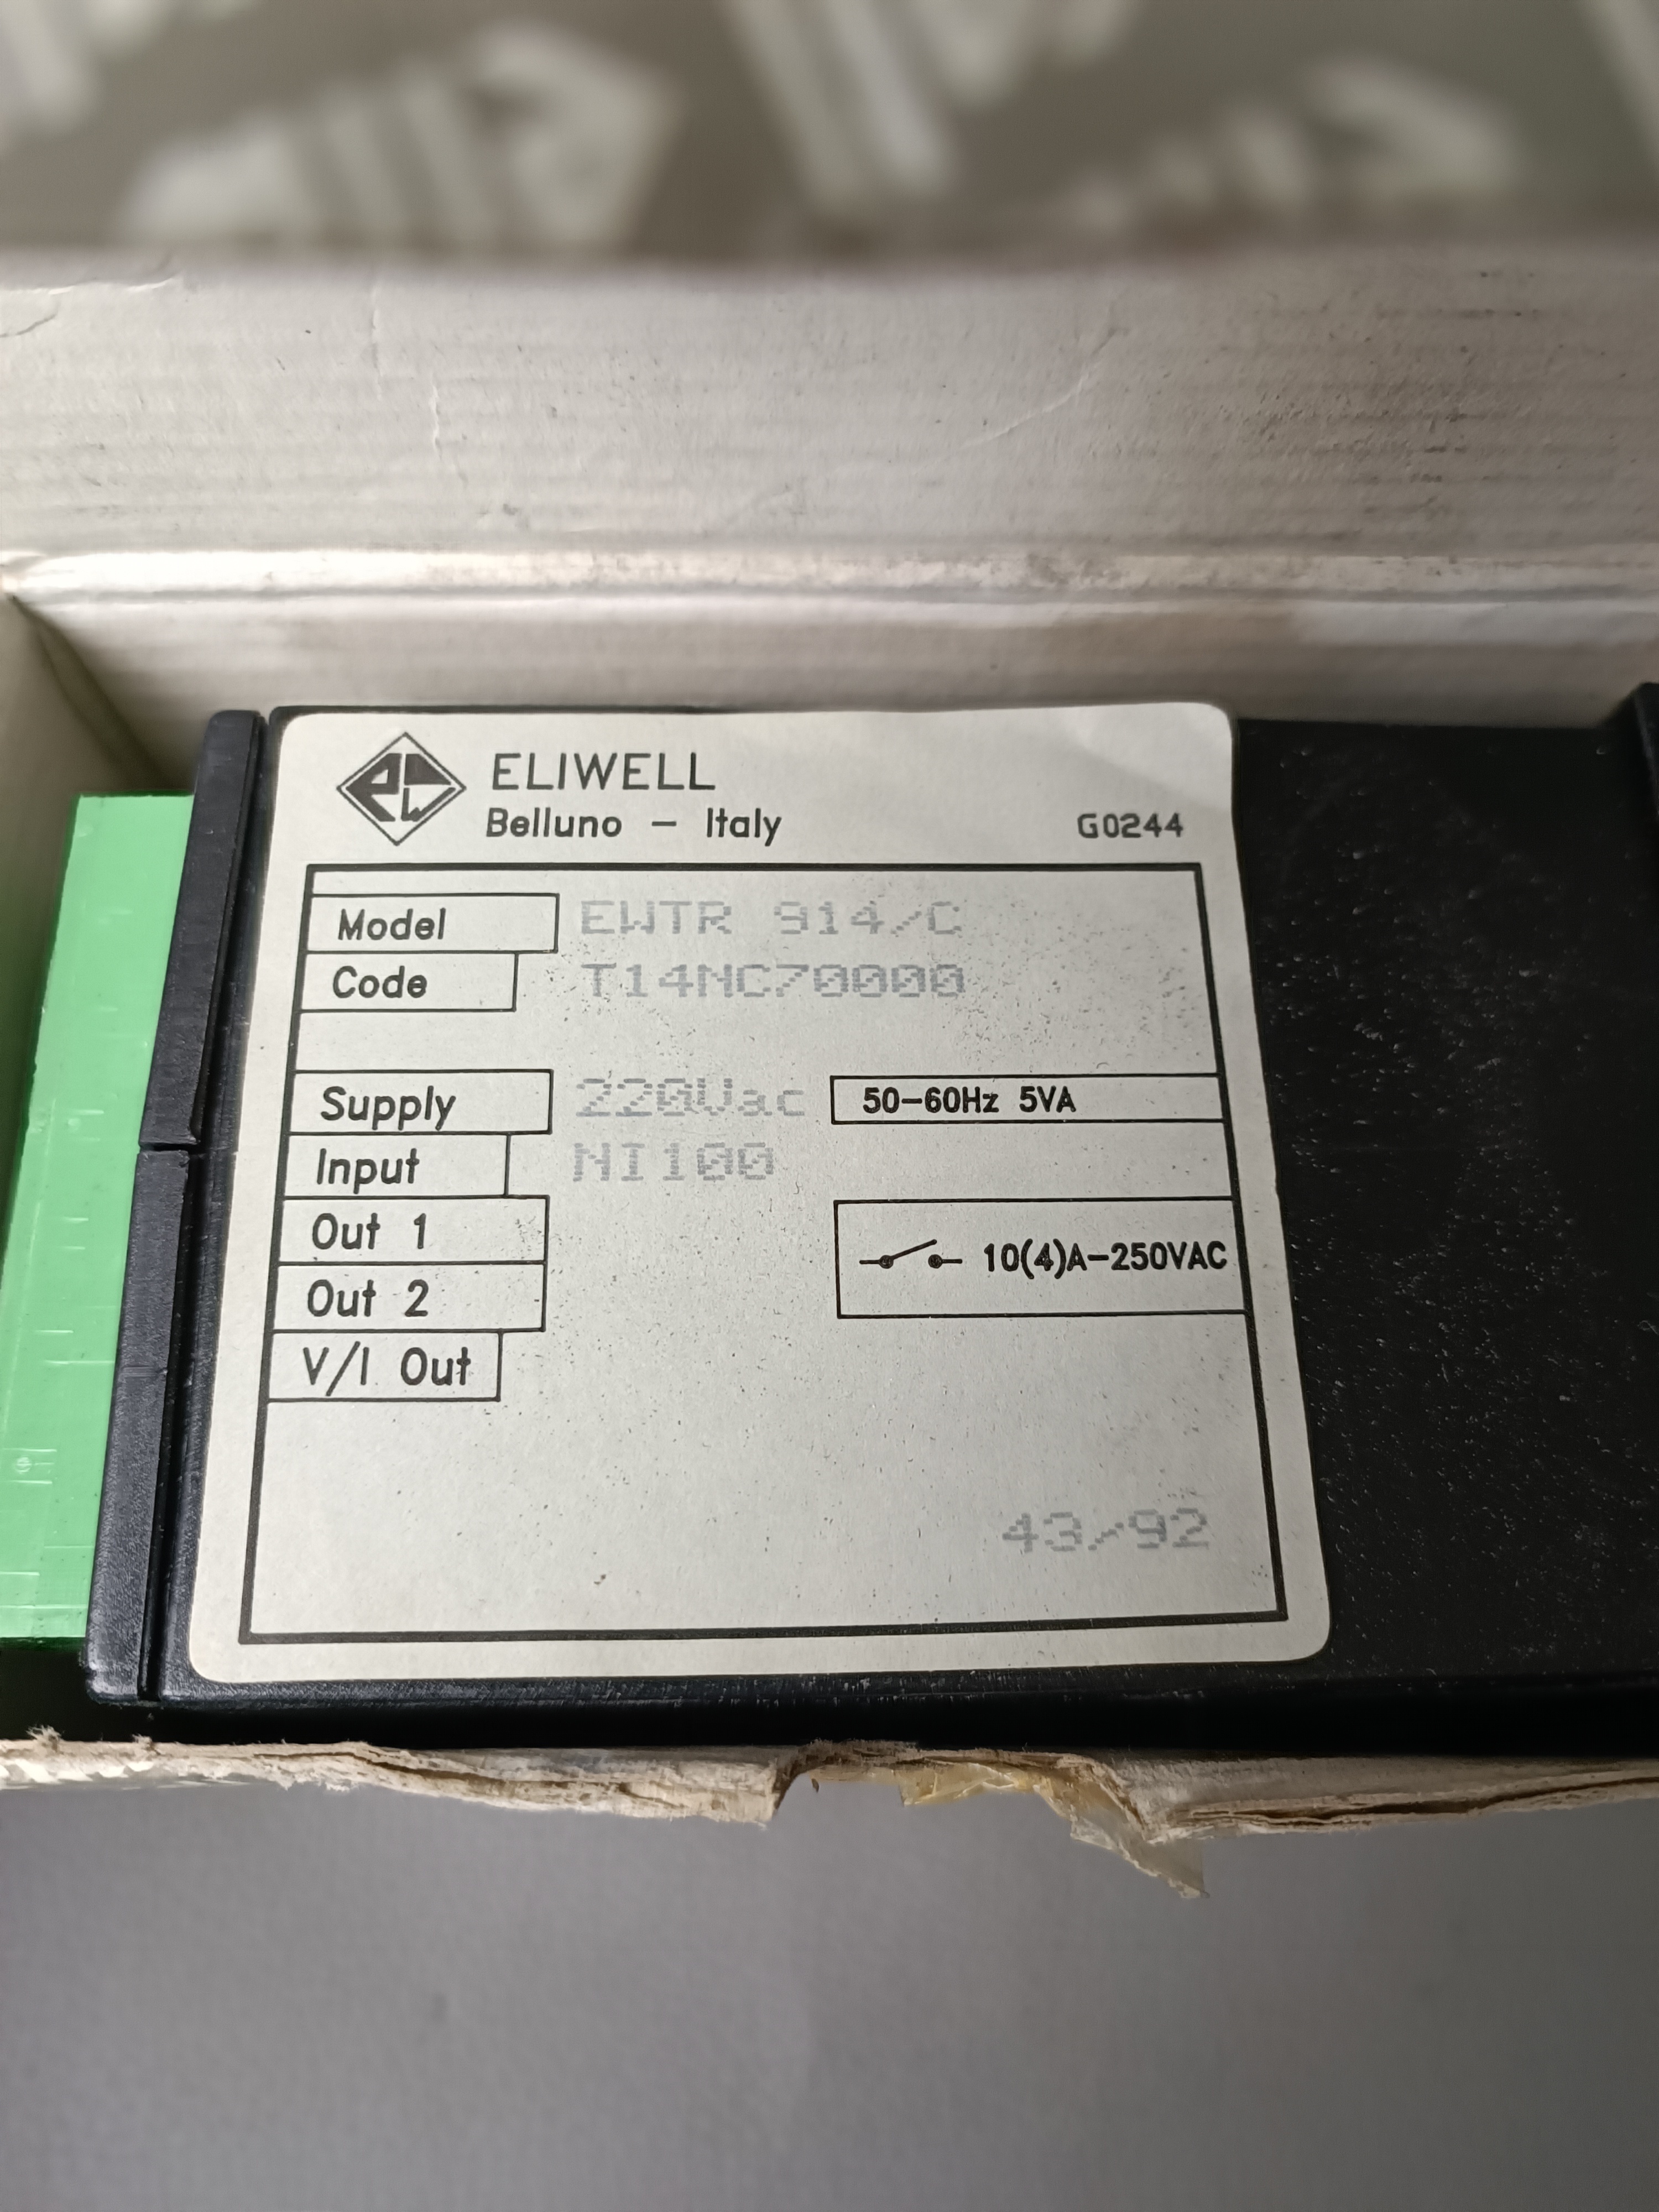 ELIWELL
Belluno – Italy
G0244
Model EWTR 914/C
Code T14NC70000
Supply 220Vac 50–60Hz 5VA
Input NI100
Out 1
10(4)A–250VAC
Out 2
V/I Out
43/92